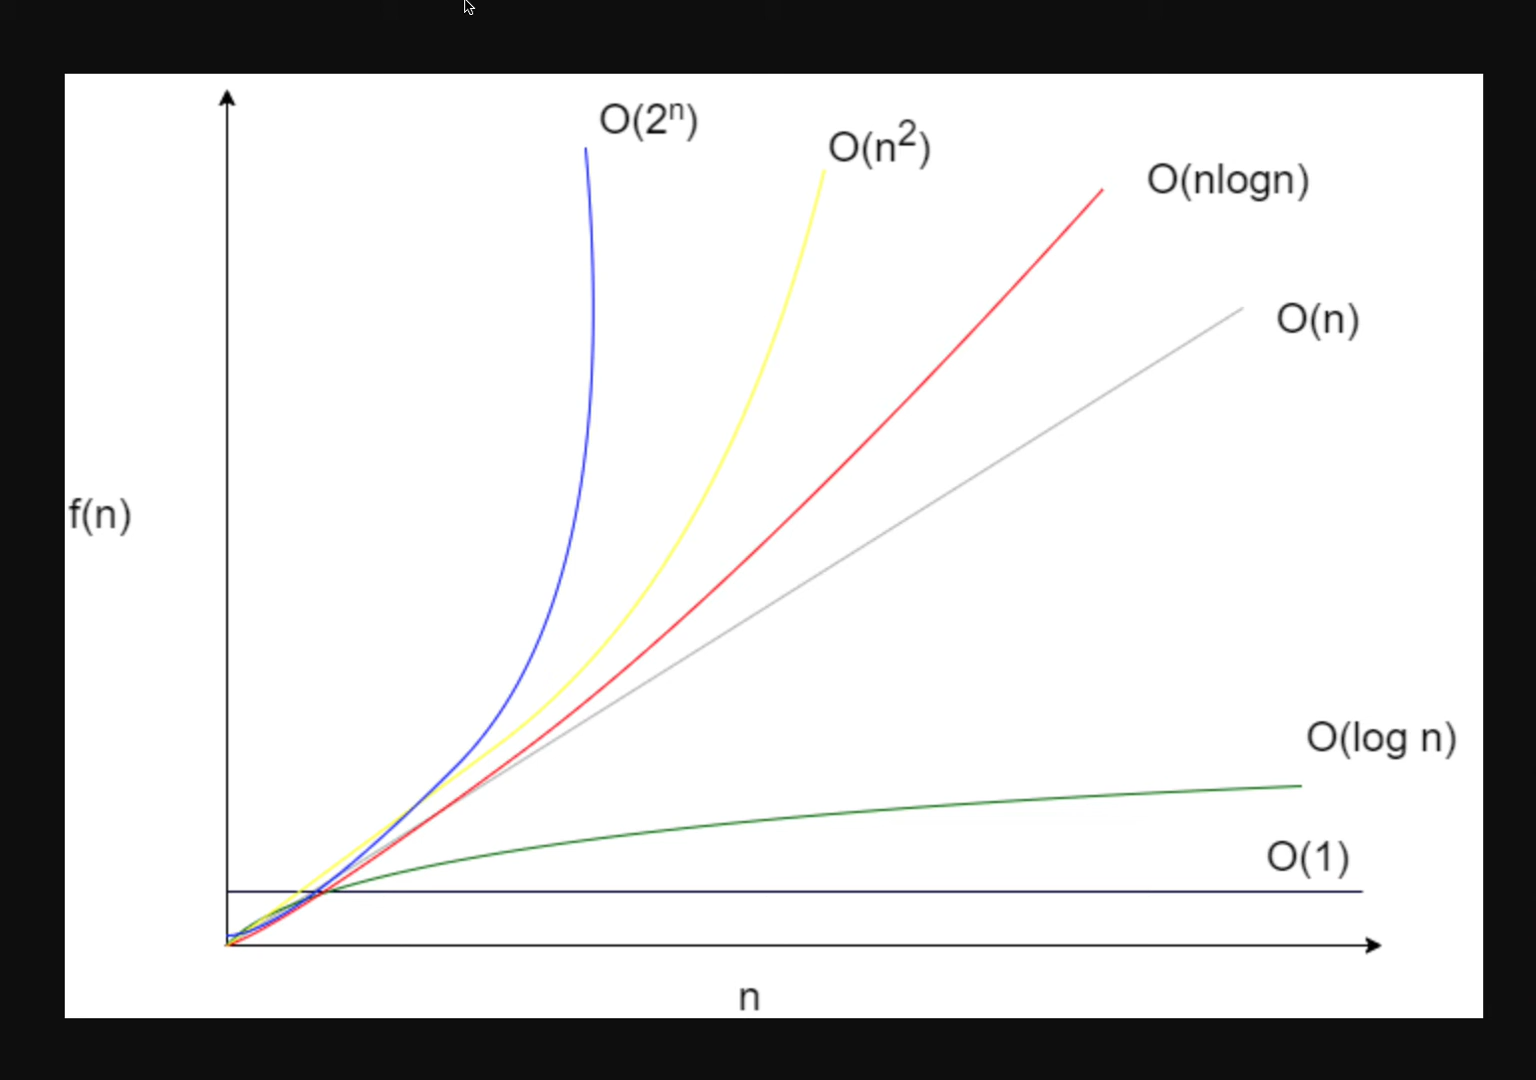 O(2ⁿ)
O(n²)
O(nlogn)
O(n)
f(n)
O(log n)
O(1)
n